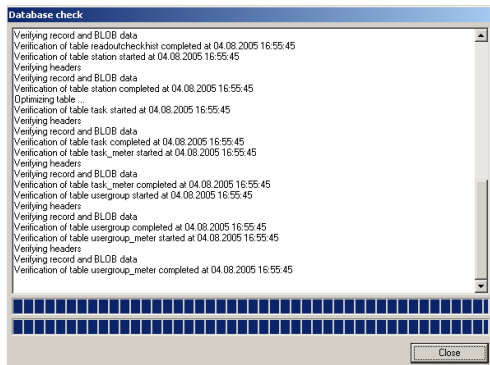 Database check
Verifying record and BLOB data
Verification of table readoutcheckhist completed at 04.08.2005 16:55:45
Verification of table station started at 04.08.2005 16:55:45
Verifying headers
Verifying record and BLOB data
Verification of table station completed at 04.08.2005 16:55:45
Optimizing table ...
Verification of table task started at 04.08.2005 16:55:45
Verifying headers
Verifying record and BLOB data
Verification of table task completed at 04.08.2005 16:55:45
Verification of table task_meter started at 04.08.2005 16:55:45
Verifying headers
Verifying record and BLOB data
Verification of table task_meter completed at 04.08.2005 16:55:45
Verification of table usergroup started at 04.08.2005 16:55:45
Verifying headers
Verifying record and BLOB data
Verification of table usergroup completed at 04.08.2005 16:55:45
Verification of table usergroup_meter started at 04.08.2005 16:55:45
Verifying headers
Verifying record and BLOB data
Verification of table usergroup_meter completed at 04.08.2005 16:55:45
Close